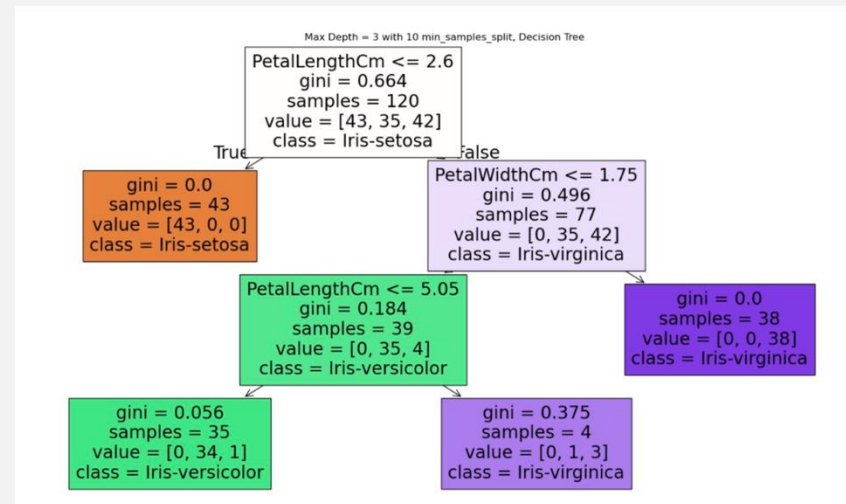 Max Depth = 3 with 10 min_samples_split, Decision Tree
PetalLengthCm <= 2.6
gini = 0.664
samples = 120
value = [43, 35, 42]
class = Iris-setosa
True
False
gini = 0.0
samples = 43
value = [43, 0, 0]
class = Iris-setosa
PetalWidthCm <= 1.75
gini = 0.496
samples = 77
value = [0, 35, 42]
class = Iris-virginica
PetalLengthCm <= 5.05
gini = 0.184
samples = 39
value = [0, 35, 4]
class = Iris-versicolor
gini = 0.0
samples = 38
value = [0, 0, 38]
class = Iris-virginica
gini = 0.056
samples = 35
value = [0, 34, 1]
class = Iris-versicolor
gini = 0.375
samples = 4
value = [0, 1, 3]
class = Iris-virginica